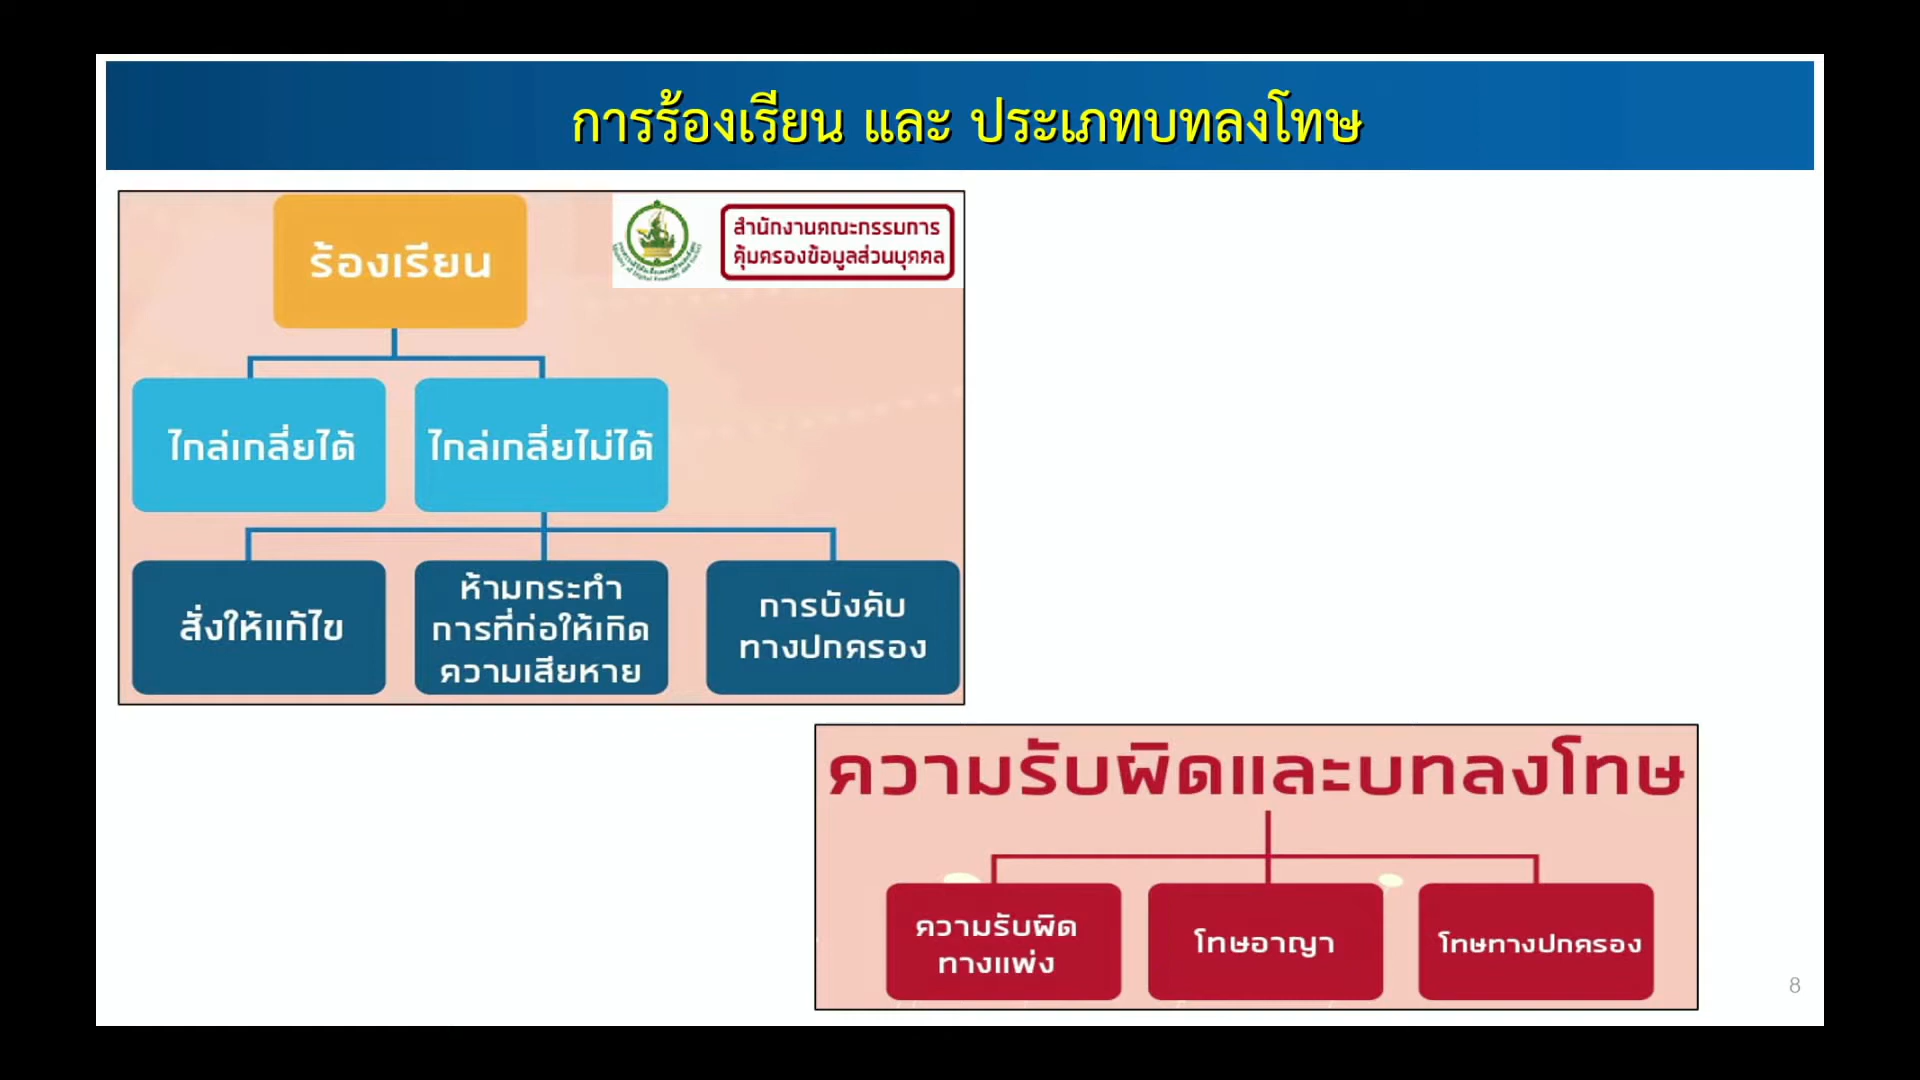 การร้องเรียน และ ประเภทบทลงโทษ
ร้องเรียน
สำนักงานคณะกรรมการ
คุ้มครองข้อมูลส่วนบุคคล
ไกล่เกลี่ยได้
ไกล่เกลี่ยไม่ได้
สั่งให้แก้ไข
ห้ามกระทำ
การที่ก่อให้เกิด
ความเสียหาย
การบังคับ
ทางปกครอง
ความรับผิดและบทลงโทษ
ความรับผิด
ทางแพ่ง
โทษอาญา
โทษทางปกครอง
8